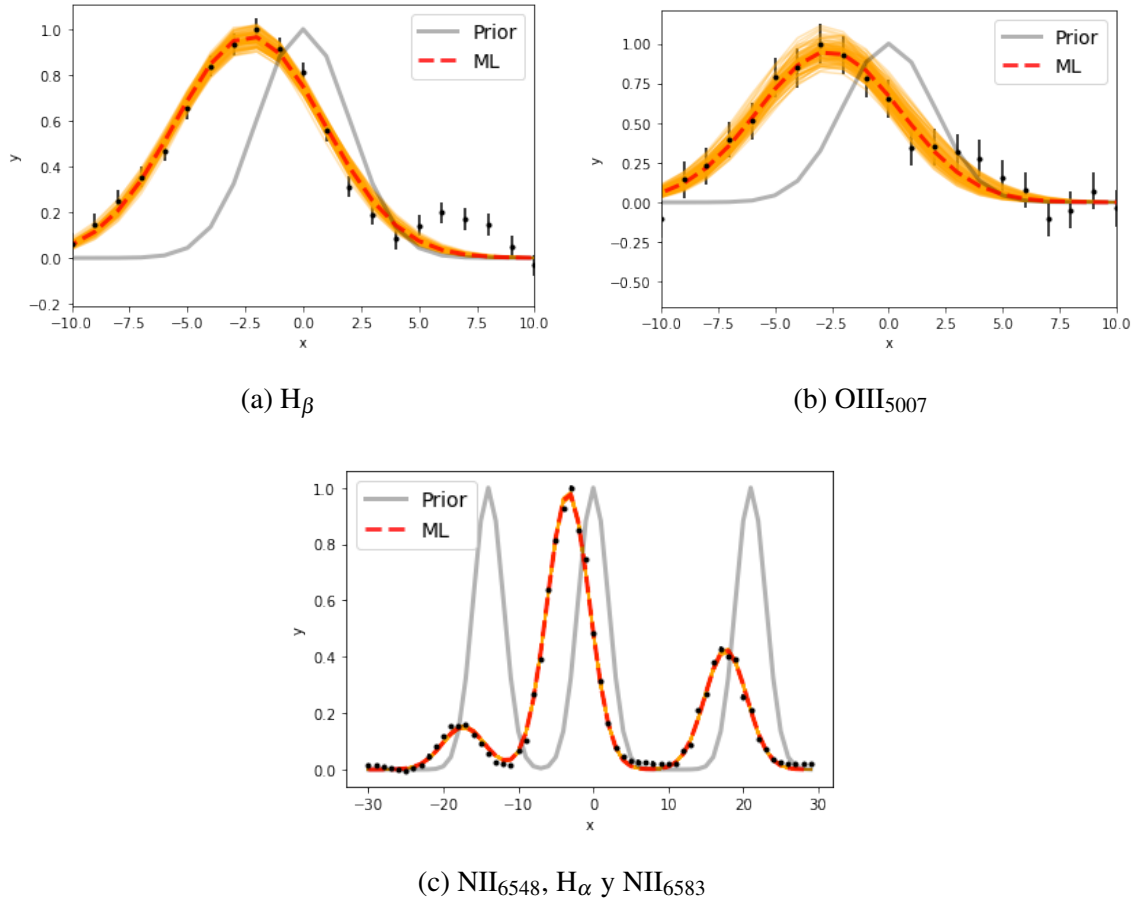 Prior
ML
1.0
0.8
0.6
0.4
0.2
0.0
−0.2
y
−10.0 −7.5 −5.0 −2.5 0.0 2.5 5.0 7.5 10.0
x
(a) Hβ
Prior
ML
1.00
0.75
0.50
0.25
0.00
−0.25
−0.50
y
−10.0 −7.5 −5.0 −2.5 0.0 2.5 5.0 7.5 10.0
x
(b) OIII5007
Prior
ML
1.0
0.8
0.6
0.4
0.2
0.0
y
−30 −20 −10 0 10 20 30
x
(c) NII6548, Hα y NII6583